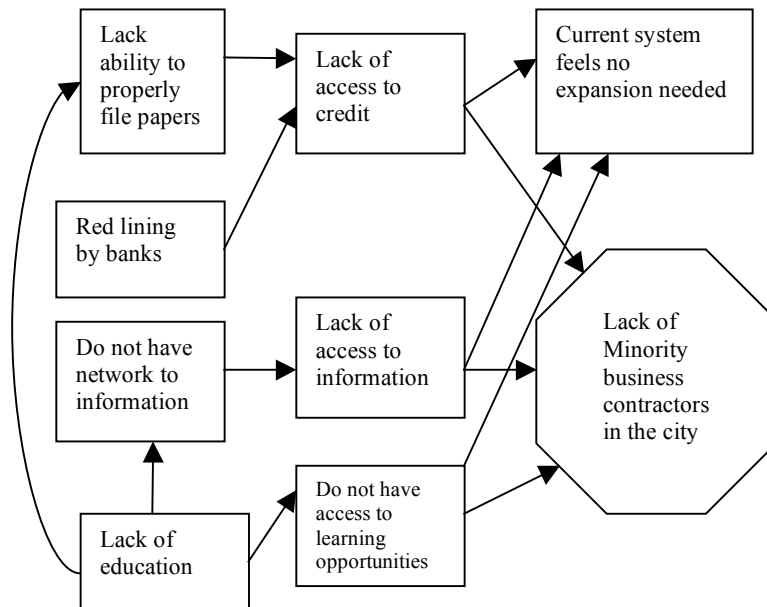 Lack
ability to
properly
file papers
Lack of
access to
credit
Current system
feels no
expansion needed
Red lining
by banks
Do not have
network to
information
Lack of
access to
information
Lack of
Minority
business
contractors
in the city
Lack of
education
Do not have
access to
learning
opportunities